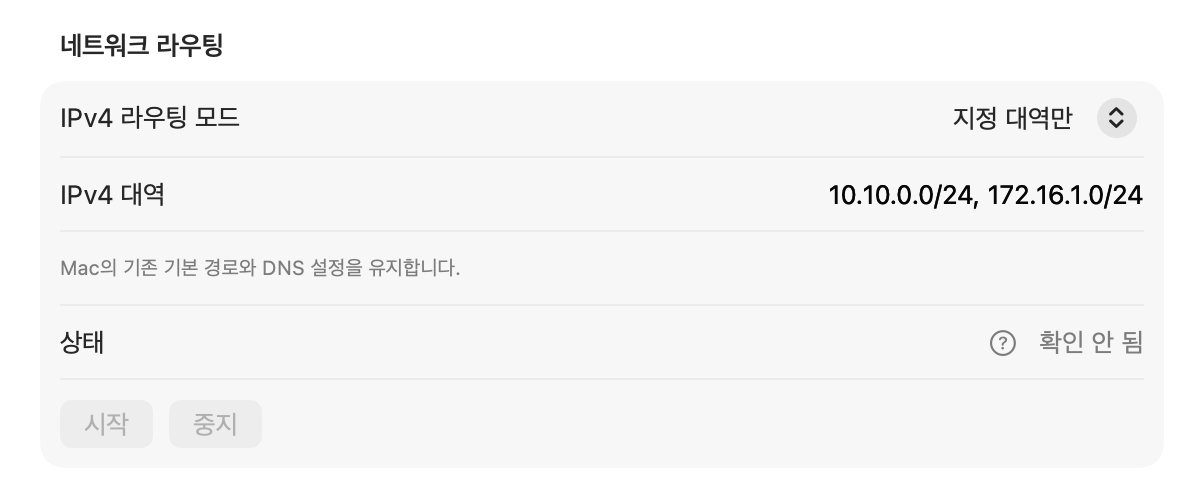 네트워크 라우팅
IPv4 라우팅 모드 지정 대역만
IPv4 대역 10.10.0.0/24, 172.16.1.0/24
Mac의 기존 기본 경로와 DNS 설정을 유지합니다.
상태 ? 확인 안 됨
시작 중지